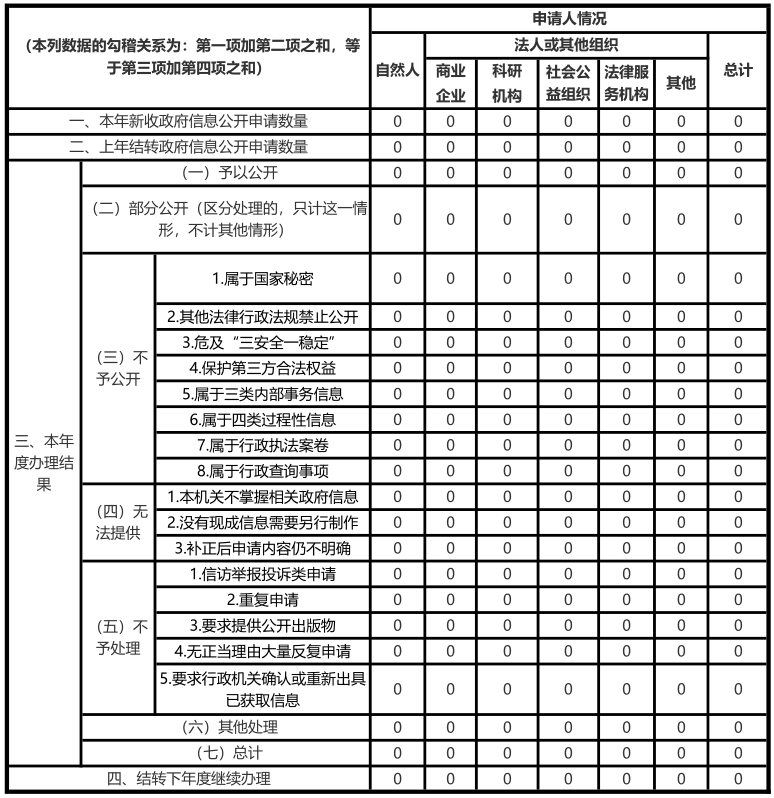 (本列数据的勾稽关系为：第一项加第二项之和，等
于第三项加第四项之和）
申请人情况
自然人
法人或其他组织
总计
商业
企业
科研
机构
社会公
益组织
法律服
务机构
其他
一、本年新收政府信息公开申请数量 0 0 0 0 0 0 0
二、上年结转政府信息公开申请数量 0 0 0 0 0 0 0
三、本年
度办理结
果
（一）予以公开 0 0 0 0 0 0 0
（二）部分公开（区分处理的，只计这一情
形，不计其他情形） 0 0 0 0 0 0 0
（三）不
予公开
1.属于国家秘密 0 0 0 0 0 0 0
2.其他法律行政法规禁止公开 0 0 0 0 0 0 0
3.危及“三安全一稳定” 0 0 0 0 0 0 0
4.保护第三方合法权益 0 0 0 0 0 0 0
5.属于三类内部事务信息 0 0 0 0 0 0 0
6.属于四类过程性信息 0 0 0 0 0 0 0
7.属于行政执法案卷 0 0 0 0 0 0 0
8.属于行政查询事项 0 0 0 0 0 0 0
（四）无
法提供
1.本机关不掌握相关政府信息 0 0 0 0 0 0 0
2.没有现成信息需要另行制作 0 0 0 0 0 0 0
3.补正后申请内容仍不明确 0 0 0 0 0 0 0
（五）不
予处理
1.信访举报投诉类申请 0 0 0 0 0 0 0
2.重复申请 0 0 0 0 0 0 0
3.要求提供公开出版物 0 0 0 0 0 0 0
4.无正当理由大量反复申请 0 0 0 0 0 0 0
5.要求行政机关确认或重新出具
已获取信息 0 0 0 0 0 0 0
（六）其他处理 0 0 0 0 0 0 0
（七）总计 0 0 0 0 0 0 0
四、结转下年度继续办理 0 0 0 0 0 0 0